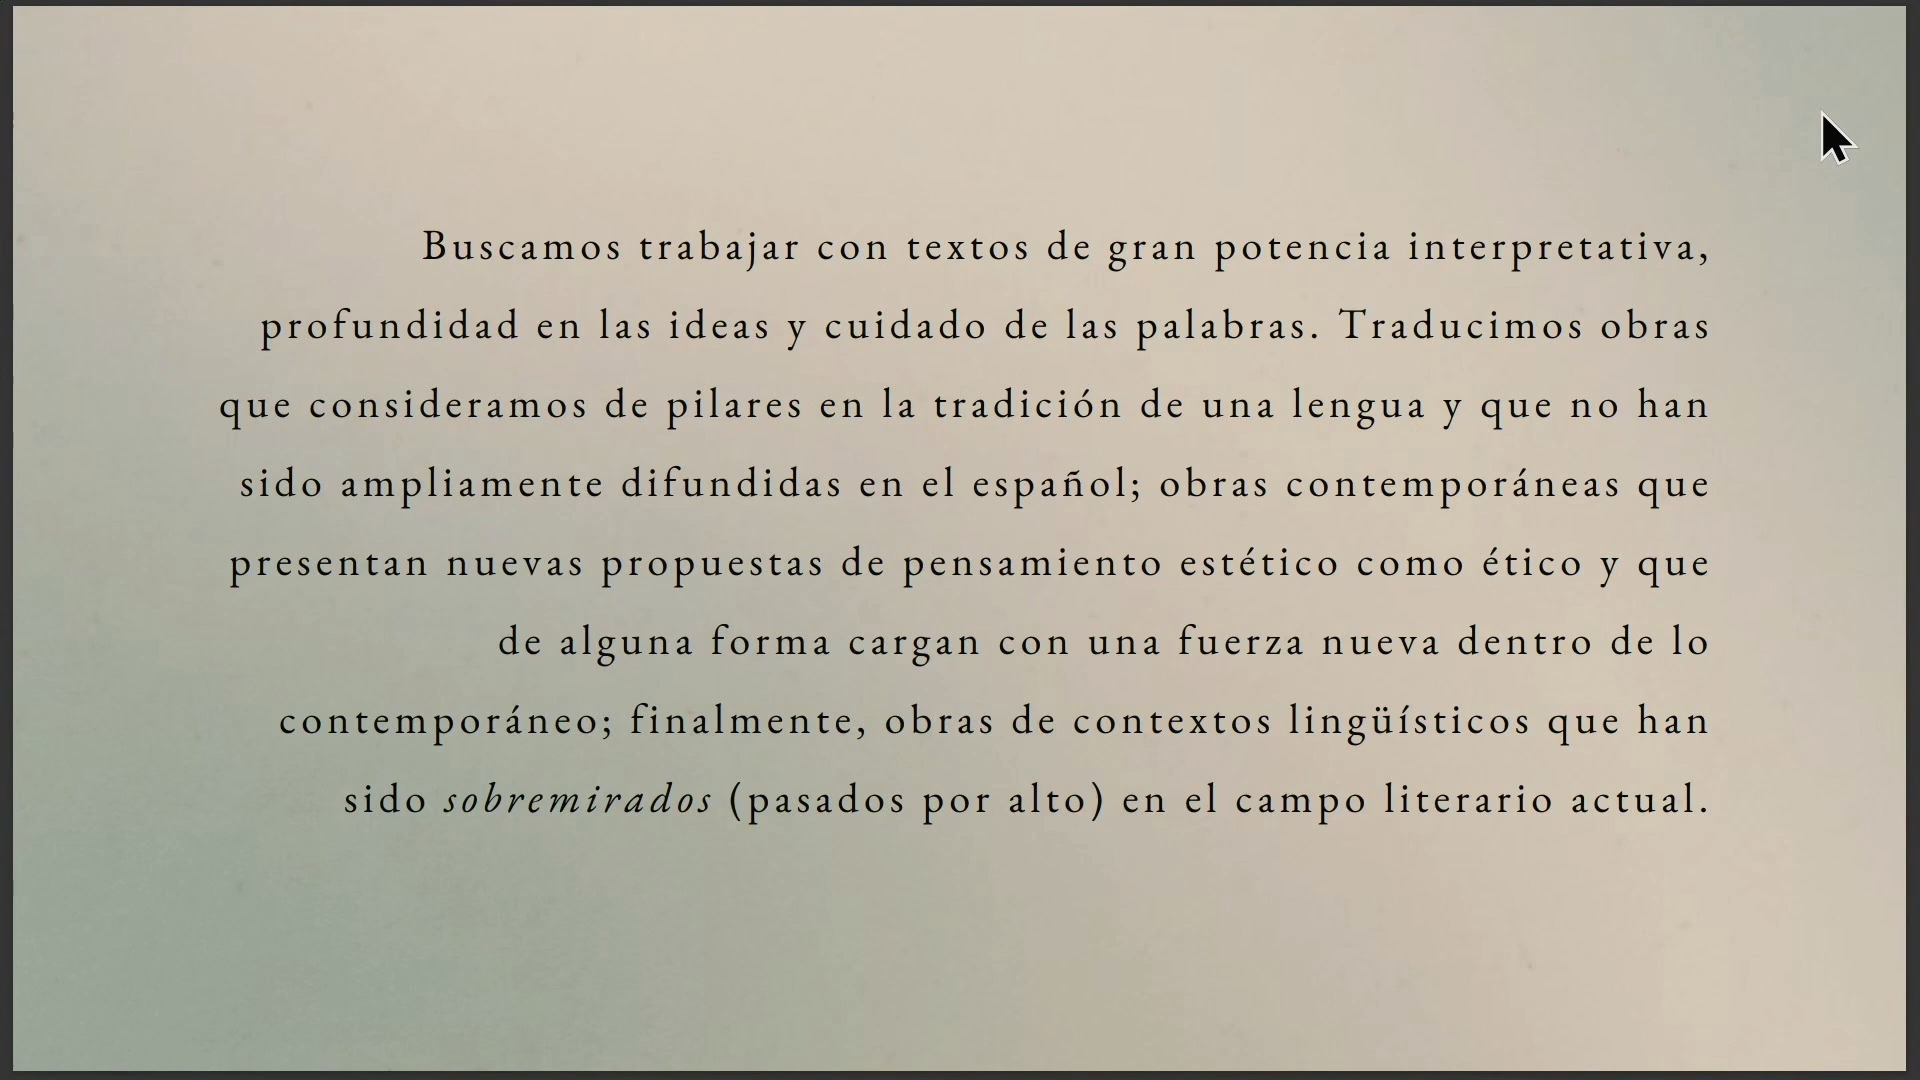 Buscamos trabajar con textos de gran potencia interpretativa,
profundidad en las ideas y cuidado de las palabras. Traducimos obras
que consideramos de pilares en la tradición de una lengua y que no han
sido ampliamente difundidas en el español; obras contemporáneas que
presentan nuevas propuestas de pensamiento estético como ético y que
de alguna forma cargan con una fuerza nueva dentro de lo
contemporáneo; finalmente, obras de contextos lingüísticos que han
sido sobremirados (pasados por alto) en el campo literario actual.